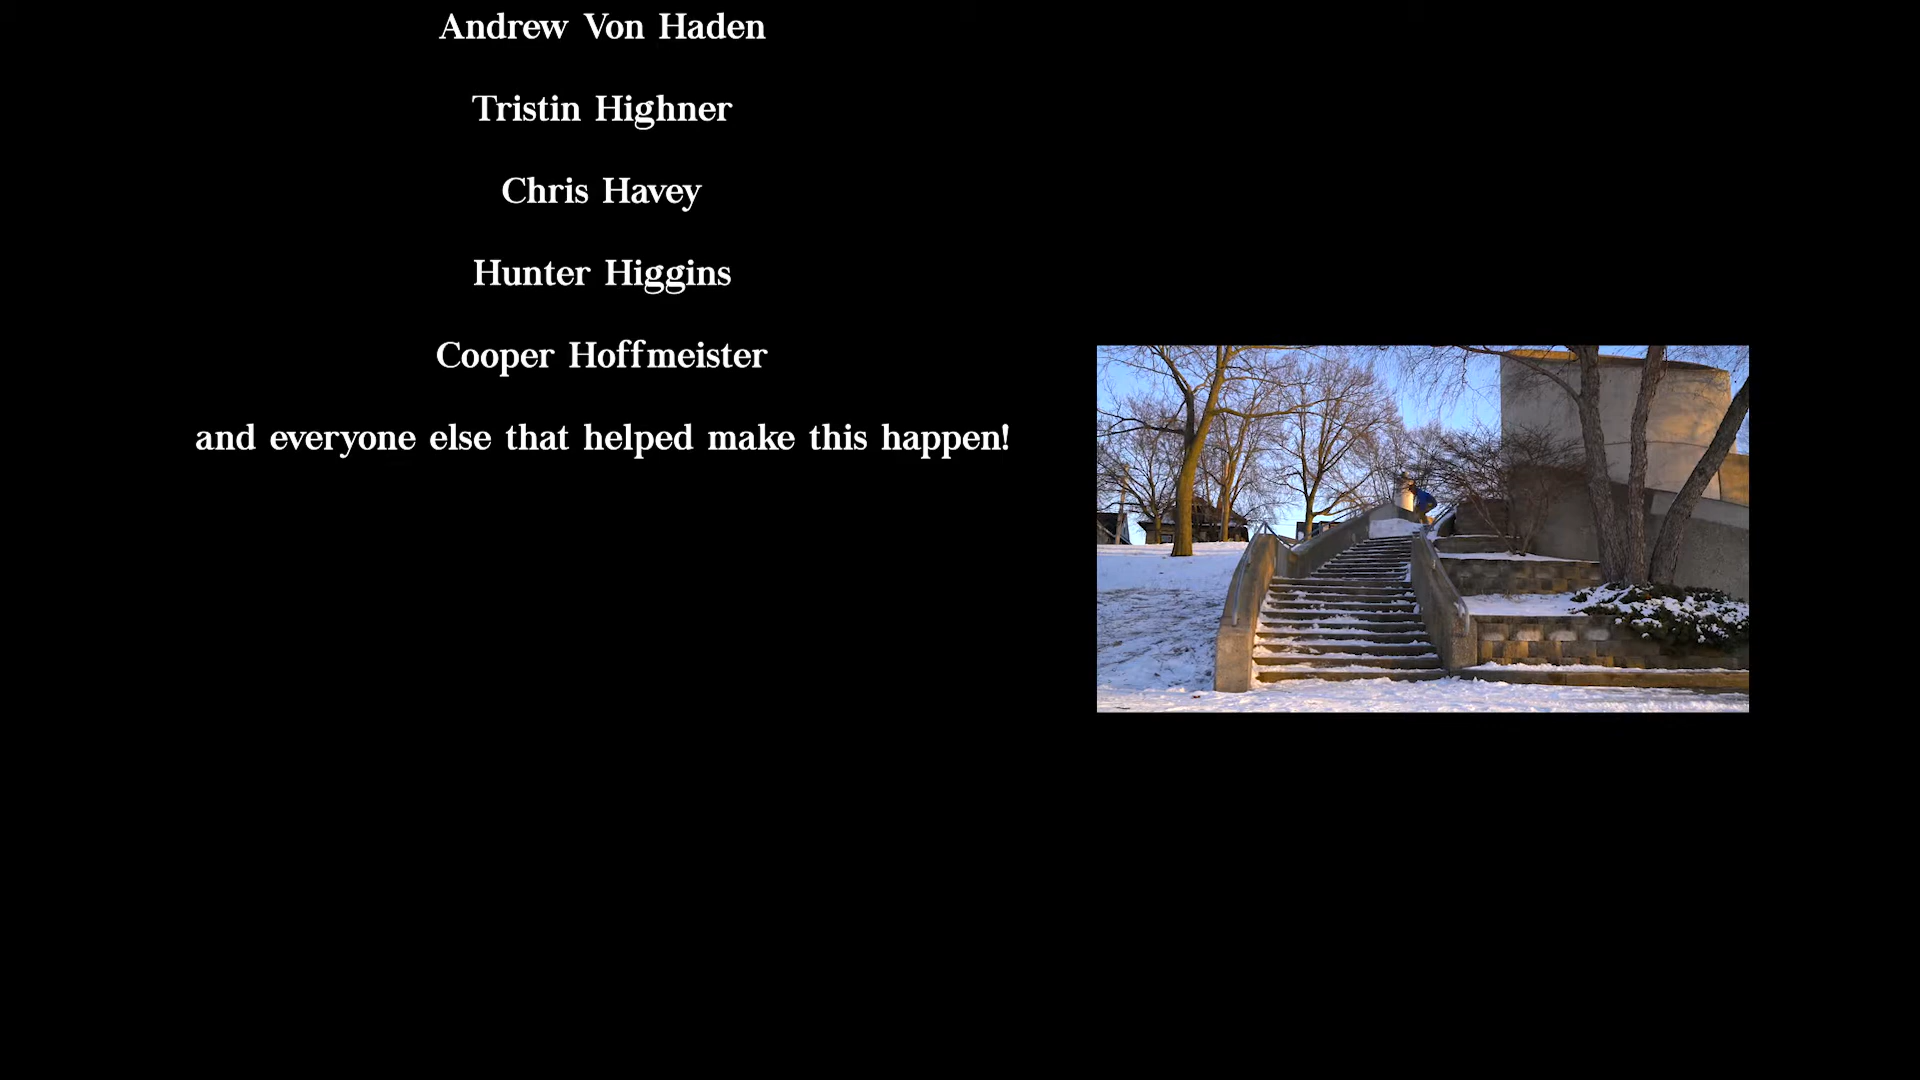 Andrew Von Haden
Tristin Highner
Chris Havey
Hunter Higgins
Cooper Hoffmeister
and everyone else that helped make this happen!